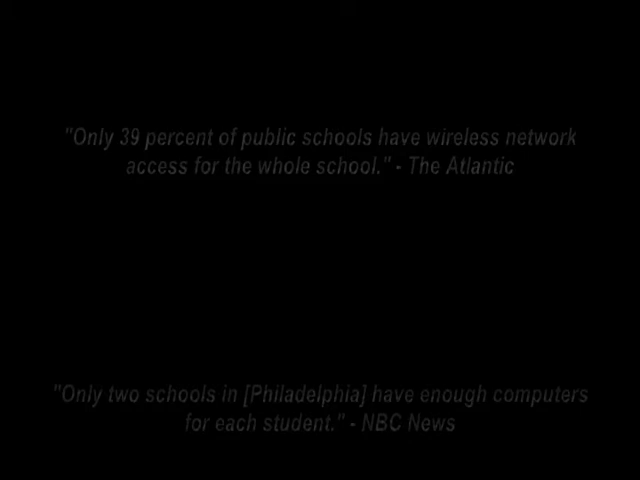 "Only 39 percent of public schools have wireless network
access for the whole school." - The Atlantic
"Only two schools in [Philadelphia] have enough computers
for each student." - NBC News